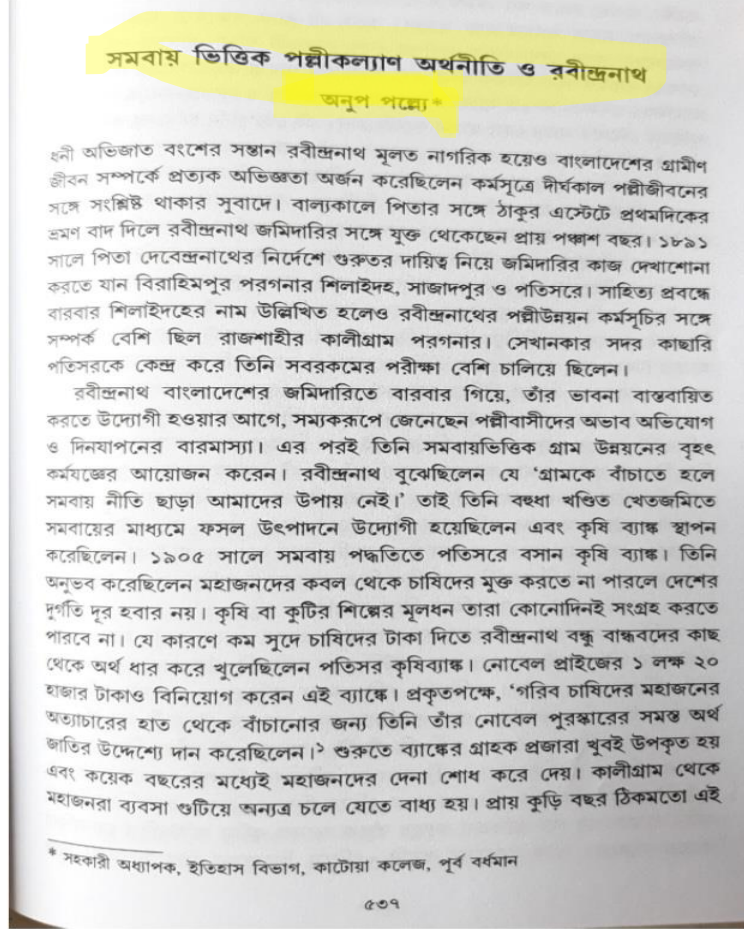 সমবায় ভিত্তিক পল্লীকল্যাণ অর্থনীতি ও রবীন্দ্রনাথ
অনুপ পল্ল্যে*
ধনী অভিজাত বংশের সন্তান রবীন্দ্রনাথ মূলত নাগরিক হয়েও বাংলাদেশের গ্রামীণ
জীবন সম্পর্কে প্রত্যক্ষ অভিজ্ঞতা অর্জন করেছিলেন কর্মসূত্রে দীর্ঘকাল পল্লীজীবনের
সঙ্গে সংশ্লিষ্ট থাকার সুবাদে। বাল্যকালে পিতার সঙ্গে ঠাকুর এস্টেটে প্রথমদিকের
ভ্রমণ বাদ দিলে রবীন্দ্রনাথ জমিদারির সঙ্গে যুক্ত থেকেছেন প্রায় পঞ্চাশ বছর। ১৮৯১
সালে পিতা দেবেন্দ্রনাথের নির্দেশে গুরুতর দায়িত্ব নিয়ে জমিদারির কাজ দেখাশোনা
করতে যান বিরাহিমপুর পরগনার শিলাইদহ, সাজাদপুর ও পতিসরে। সাহিত্য প্রবন্ধে
বারবার শিলাইদহের নাম উল্লিখিত হলেও রবীন্দ্রনাথের পল্লীউন্নয়ন কর্মসূচির সঙ্গে
সম্পর্ক বেশি ছিল রাজশাহীর কালীগ্রাম পরগনার। সেখানকার সদর কাছারি
পতিসরকে কেন্দ্র করে তিনি সবরকমের পরীক্ষা বেশি চালিয়ে ছিলেন।
রবীন্দ্রনাথ বাংলাদেশের জমিদারিতে বারবার গিয়ে, তাঁর ভাবনা বাস্তবায়িত
করতে উদ্যোগী হওয়ার আগে, সম্যকরূপে জেনেছেন পল্লীবাসীদের অভাব অভিযোগ
ও দিনযাপনের বারমাস্যা। এর পরই তিনি সমবায়ভিত্তিক গ্রাম উন্নয়নের বৃহৎ
কর্মযজ্ঞের আয়োজন করেন। রবীন্দ্রনাথ বুঝেছিলেন যে ‘গ্রামকে বাঁচাতে হলে
সমবায় নীতি ছাড়া আমাদের উপায় নেই।’ তাই তিনি বহুধা খণ্ডিত খেতজমিতে
সমবায়ের মাধ্যমে ফসল উৎপাদনে উদ্যোগী হয়েছিলেন এবং কৃষি ব্যাঙ্ক স্থাপন
করেছিলেন। ১৯০৫ সালে সমবায় পদ্ধতিতে পতিসরে বসান কৃষি ব্যাঙ্ক। তিনি
অনুভব করেছিলেন মহাজনদের কবল থেকে চাষিদের মুক্ত করতে না পারলে দেশের
দুর্গতি দূর হবার নয়। কৃষি বা কুটির শিল্পের মূলধন তারা কোনোদিনই সংগ্রহ করতে
পারবে না। যে কারণে কম সুদে চাষিদের টাকা দিতে রবীন্দ্রনাথ বন্ধু বান্ধবদের কাছ
থেকে অর্থ ধার করে খুলেছিলেন পতিসর কৃষিব্যাঙ্ক। নোবেল প্রাইজের ১ লক্ষ ২০
হাজার টাকাও বিনিয়োগ করেন এই ব্যাঙ্কে। প্রকৃতপক্ষে, ‘গরিব চাষিদের মহাজনের
অত্যাচারের হাত থেকে বাঁচানোর জন্য তিনি তাঁর নোবেল পুরস্কারের সমস্ত অর্থ
জাতির উদ্দেশ্যে দান করেছিলেন।’ শুরুতে ব্যাঙ্কের গ্রাহক প্রজারা খুবই উপকৃত হয়
এবং কয়েক বছরের মধ্যেই মহাজনদের দেনা শোধ করে দেয়। কালীগ্রাম থেকে
মহাজনরা ব্যবসা গুটিয়ে অন্যত্র চলে যেতে বাধ্য হয়। প্রায় কুড়ি বছর ঠিকমতো এই
* সহকারী অধ্যাপক, ইতিহাস বিভাগ, কাটোয়া কলেজ, পূর্ব বর্ধমান
৫৩৭